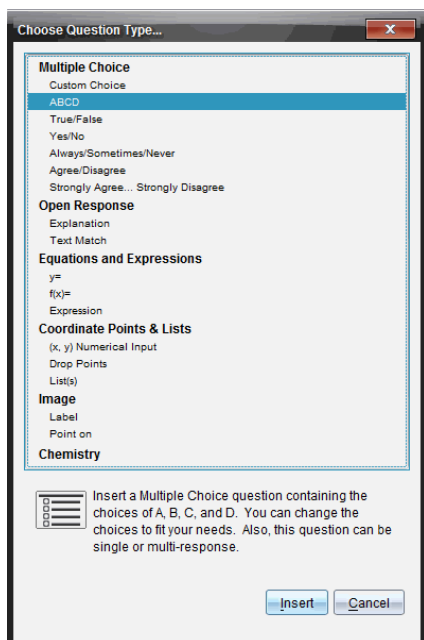 Choose Question Type...
Multiple Choice
Custom Choice
ABCD
True/False
Yes/No
Always/Sometimes/Never
Agree/Disagree
Strongly Agree... Strongly Disagree
Open Response
Explanation
Text Match
Equations and Expressions
y=
f(x)=
Expression
Coordinate Points & Lists
(x, y) Numerical Input
Drop Points
List(s)
Image
Label
Point on
Chemistry
Insert a Multiple Choice question containing the
choices of A, B, C, and D. You can change the
choices to fit your needs. Also, this question can be
single or multi-response.
Insert Cancel